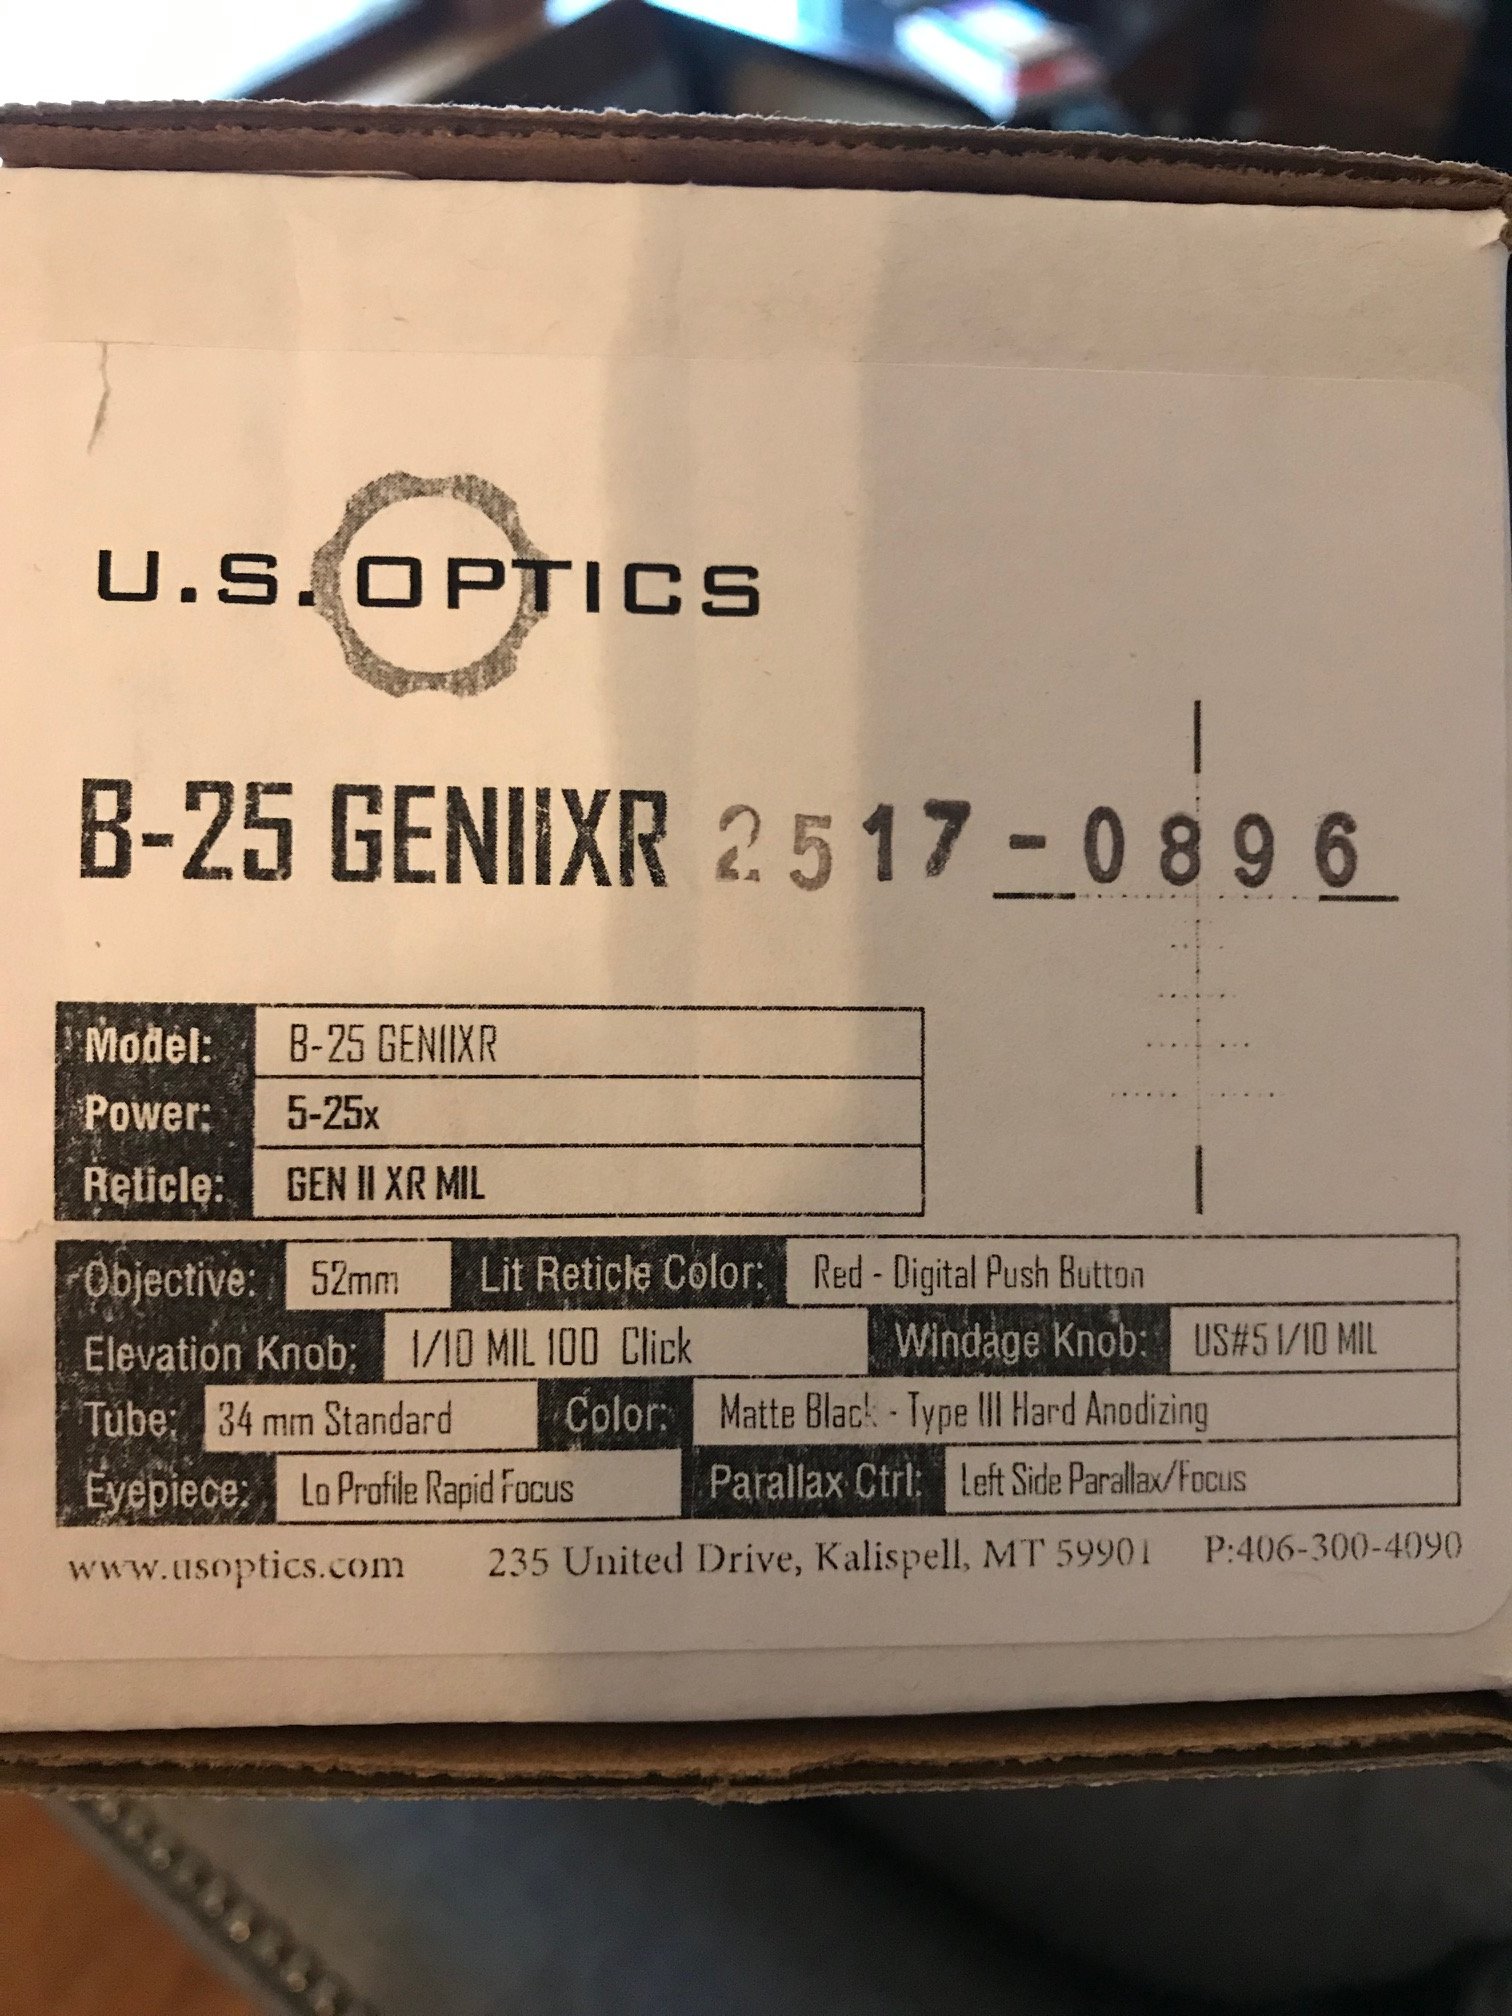 U.S. OPTICS
B-25 GENIIXR 2517-0896
Model: B-25 GENIIXR
Power: 5-25x
Reticle: GEN II XR MIL
Objective: 52mm Lit Reticle Color: Red - Digital Push Button
Elevation Knob: 1/10 MIL 100 Click Windage Knob: US#5 1/10 MIL
Tube: 34 mm Standard Color: Matte Black - Type III Hard Anodizing
Eyepiece: Lo Profile Rapid Focus Parallax Ctrl: Left Side Parallax/Focus
www.usoptics.com 235 United Drive, Kalispell, MT 59901 P:406-300-4090